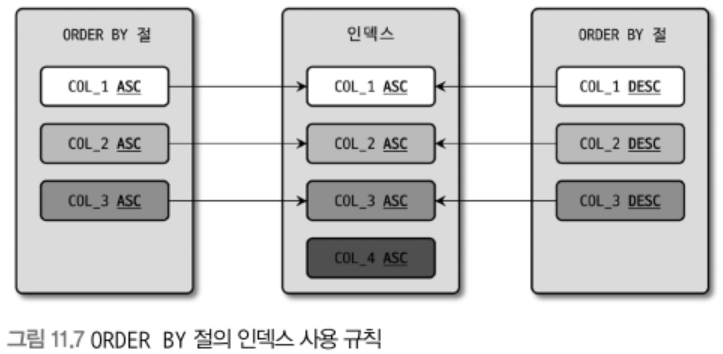 ORDER BY 절
COL_1 ASC
COL_2 ASC
COL_3 ASC
인덱스
COL_1 ASC
COL_2 ASC
COL_3 ASC
COL_4 ASC
ORDER BY 절
COL_1 DESC
COL_2 DESC
COL_3 DESC
그림 11.7 ORDER BY 절의 인덱스 사용 규칙